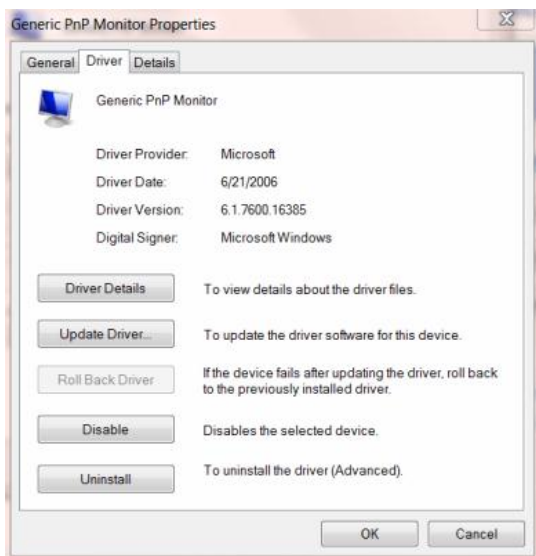 Generic PnP Monitor Properties
General Driver Details
Generic PnP Monitor
Driver Provider: Microsoft
Driver Date: 6/21/2006
Driver Version: 6.1.7600.16385
Digital Signer: Microsoft Windows
Driver Details To view details about the driver files.
Update Driver... To update the driver software for this device.
Roll Back Driver If the device fails after updating the driver, roll back
to the previously installed driver.
Disable Disables the selected device.
Uninstall To uninstall the driver (Advanced).
OK Cancel